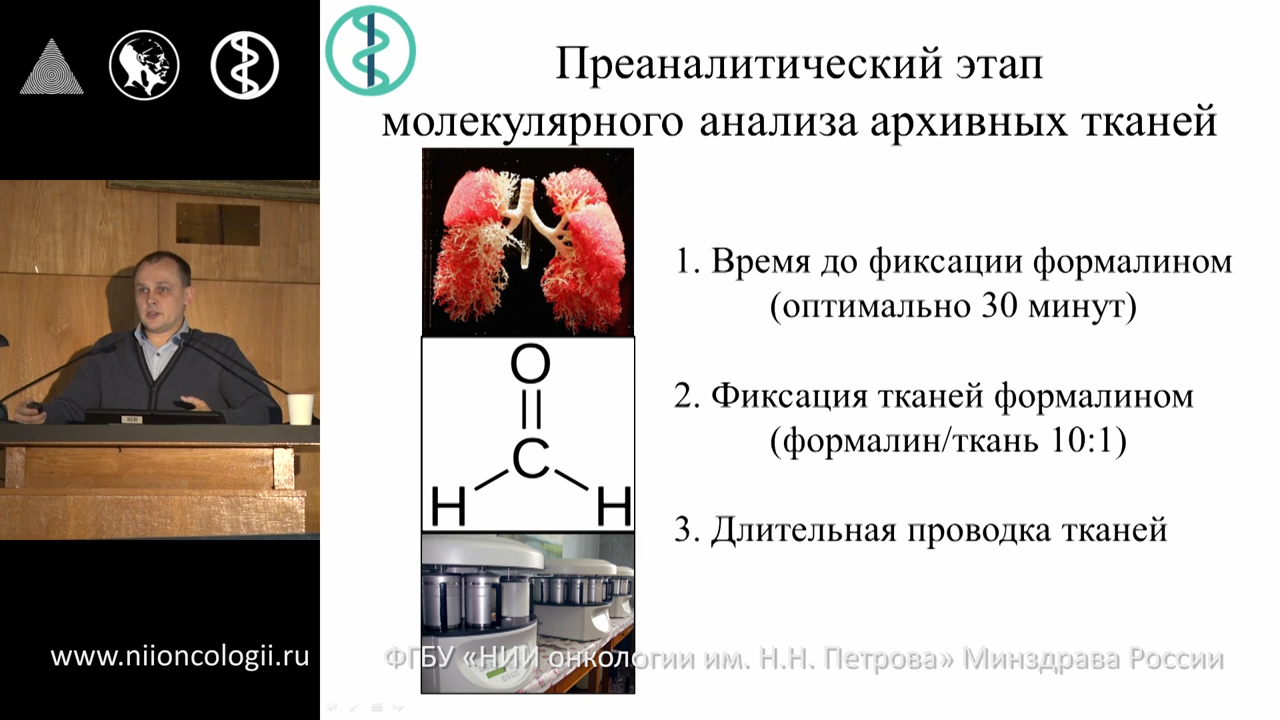 Преаналитический этап
молекулярного анализа архивных тканей
1. Время до фиксации формалином
(оптимально 30 минут)
O
C
H H
2. Фиксация тканей формалином
(формалин/ткань 10:1)
3. Длительная проводка тканей
www.niioncologii.ru
ФГБУ «НИИ онкологии им. Н.Н. Петрова» Минздрава России